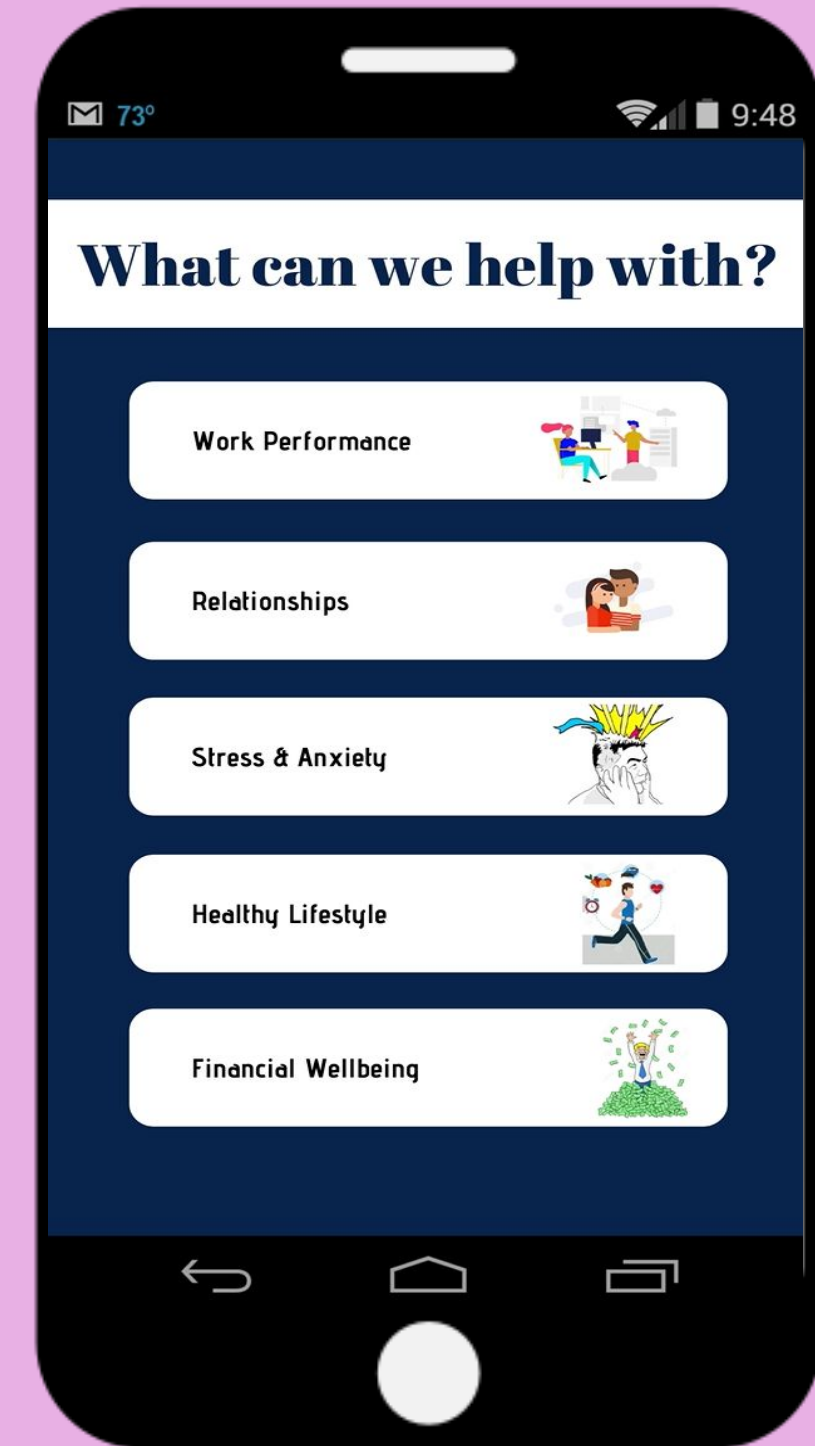 73°
9:48
What can we help with?
Work Performance
Relationships
Stress & Anxiety
Healthy Lifestyle
Financial Wellbeing